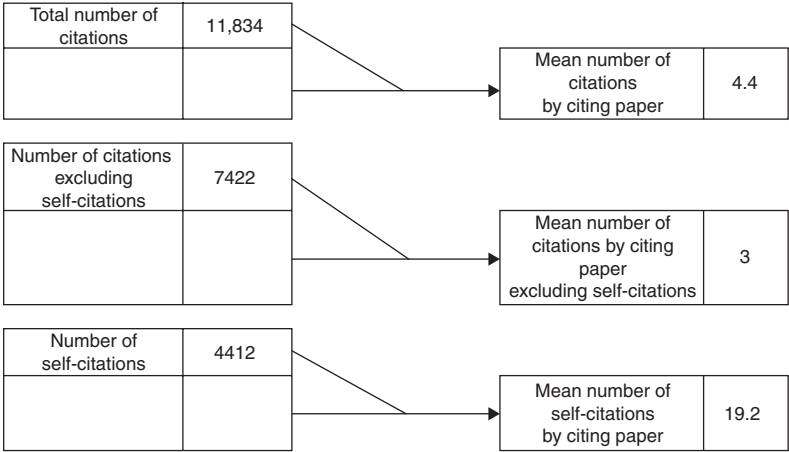 Total number of
citations
11,834
Mean number of
citations
by citing paper
4.4
Number of citations
excluding
self-citations
7422
Mean number of
citations by citing
paper
excluding self-citations
3
Number of
self-citations
4412
Mean number of
self-citations
by citing paper
19.2